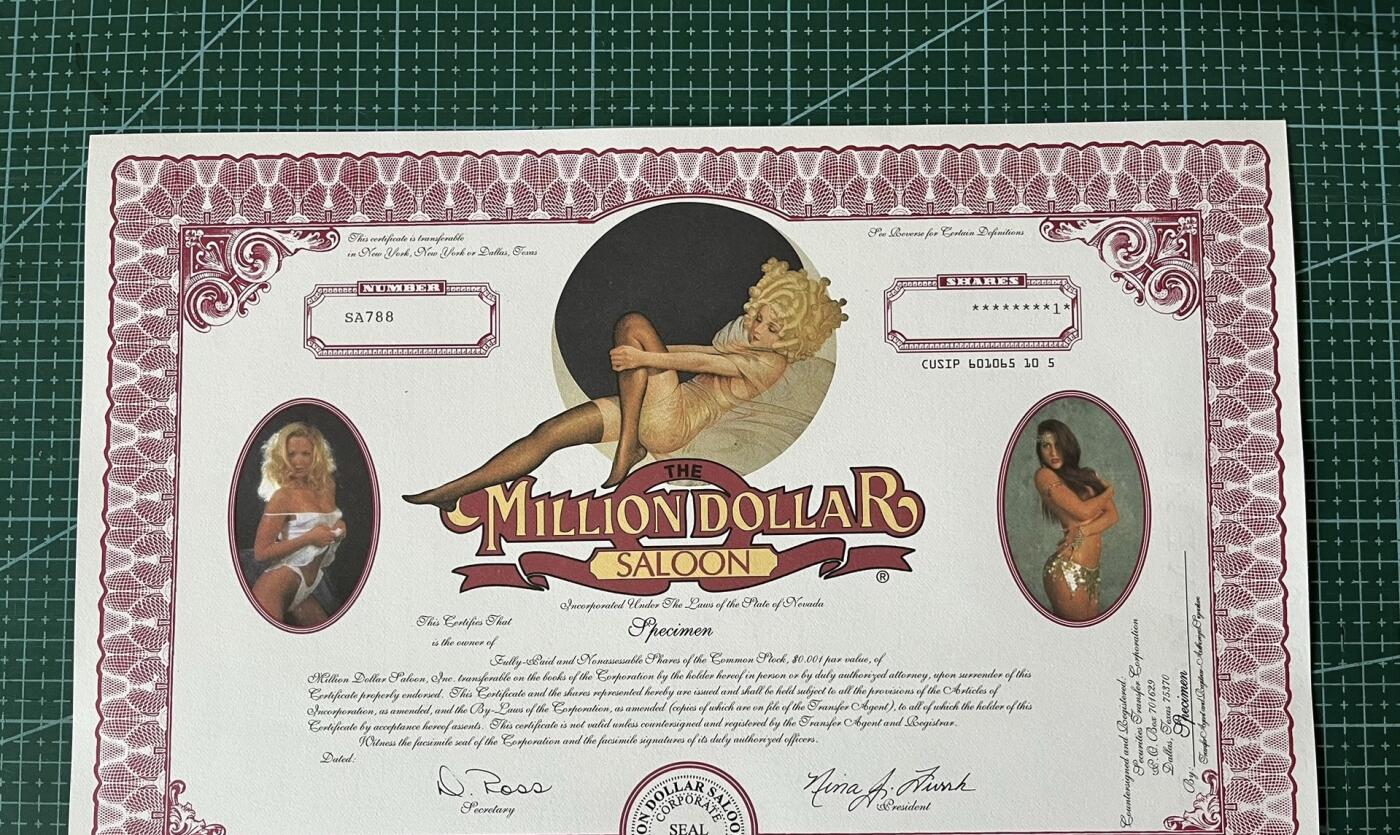 This certificate is transferable
in New York, New York or Dallas, Texas
See Reverse for Certain Definitions
NUMBER
SA788
SHARES
********1*
CUSIP 601065 10 5
THE
MILLION DOLLAR
SALOON
®
Incorporated Under The Laws of the State of Nevada
This Certifies That
Specimen
is the owner of
Fully-Paid and Nonassessable Shares of the Common Stock, $0.001 par value, of
Million Dollar Saloon, Inc. transferable on the books of the Corporation by the holder hereof in person or by duly authorized attorney, upon surrender of this
Certificate properly endorsed. This Certificate and the shares represented hereby are issued and shall be held subject to all the provisions of the Articles of
Incorporation, as amended, and the By-Laws of the Corporation, as amended (copies of which are on file of the Transfer Agent), to all of which the holder of this
Certificate by acceptance hereof assents. This certificate is not valid unless countersigned and registered by the Transfer Agent and Registrar.
Witness the facsimile seal of the Corporation and the facsimile signatures of its duly authorized officers.
Dated:
D. Ross
Secretary
Nina J.
President
ON DOLLAR SALOO
CORPORATE
SEAL
Countersigned and Registered:
Securities Transfer Corporation
P.O. Box 701629
Dallas, Texas 75370
By: Specimen
Transfer Agent and Registrar-Authorized Signature